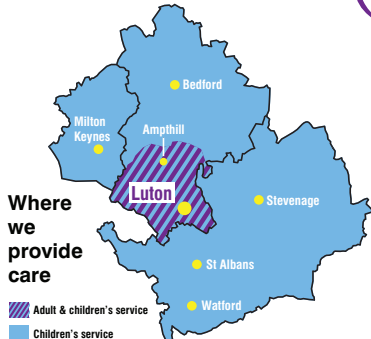 Bedford
Milton
Keynes
Ampthill
Luton
Stevenage
St Albans
Watford
Where
we
provide
care
Adult & children's service
Children's service